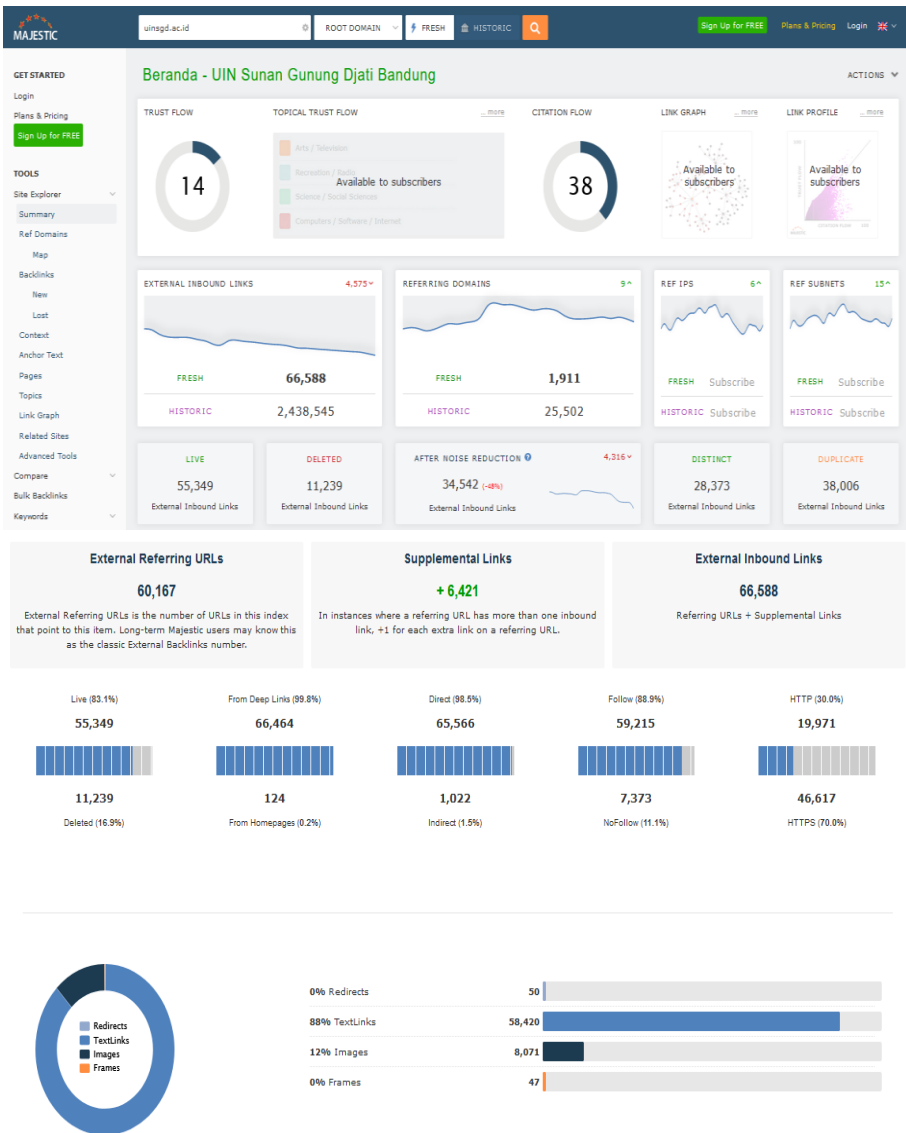 MAJESTIC
uinsgd.ac.id
ROOT DOMAIN
FRESH
HISTORIC
Sign Up for FREE
Plans & Pricing
Login
GET STARTED
Login
Plans & Pricing
Sign Up for FREE
TOOLS
Site Explorer
Summary
Ref Domains
Map
Backlinks
New
Lost
Context
Anchor Text
Pages
Topics
Link Graph
Related Sites
Advanced Tools
Compare
Bulk Backlinks
Keywords
Beranda - UIN Sunan Gunung Djati Bandung
ACTIONS
TRUST FLOW
14
TOPICAL TRUST FLOW
... more
Arts / Television
Recreation / Radio
Science / Social Sciences
Computers / Software / Internet
Available to subscribers
CITATION FLOW
38
LINK GRAPH
... more
Available to
subscribers
LINK PROFILE
... more
Available to
subscribers
EXTERNAL INBOUND LINKS 4,575
FRESH 66,588
HISTORIC 2,438,545
REFERRING DOMAINS 9
FRESH 1,911
HISTORIC 25,502
REF IPS 6
FRESH Subscribe
HISTORIC Subscribe
REF SUBNETS 15
FRESH Subscribe
HISTORIC Subscribe
LIVE
55,349
External Inbound Links
DELETED
11,239
External Inbound Links
AFTER NOISE REDUCTION ? 4,316
34,542 (-48%)
External Inbound Links
DISTINCT
28,373
External Inbound Links
DUPLICATE
38,006
External Inbound Links
External Referring URLs
60,167
External Referring URLs is the number of URLs in this index
that point to this item. Long-term Majestic users may know this
as the classic External Backlinks number.
Supplemental Links
+ 6,421
In instances where a referring URL has more than one inbound
link, +1 for each extra link on a referring URL.
External Inbound Links
66,588
Referring URLs + Supplemental Links
Live (83.1%)
55,349
11,239
Deleted (16.9%)
From Deep Links (99.8%)
66,464
124
From Homepages (0.2%)
Direct (98.5%)
65,566
1,022
Indirect (1.5%)
Follow (88.9%)
59,215
7,373
NoFollow (11.1%)
HTTP (30.0%)
19,971
46,617
HTTPS (70.0%)
Redirects
TextLinks
Images
Frames
0% Redirects 50
88% TextLinks 58,420
12% Images 8,071
0% Frames 47